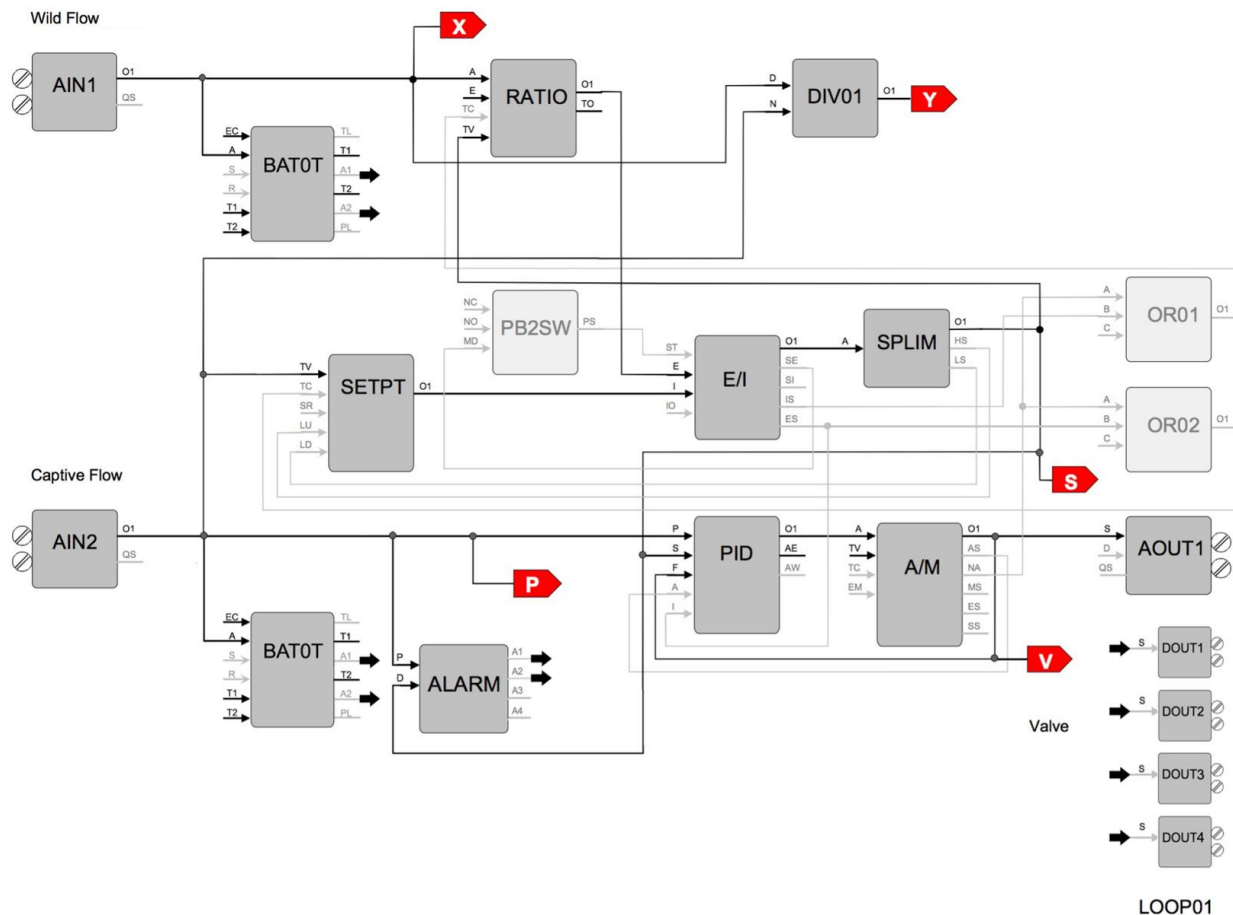 Wild Flow
X
AIN1
O1
QS
A
E
TC
TV
RATIO
O1
TO
D
N
DIV01
O1
Y
EC
A
S
R
T1
T2
BAT0T
TL
T1
A1
T2
A2
PL
NC
NO
MD
PB2SW
PS
A
B
C
OR01
O1
TV
TC
SR
LU
LD
SETPT
O1
ST
E
I
IO
E/I
O1
SE
SI
IS
ES
A
SPLIM
O1
HS
LS
A
B
C
OR02
O1
S
Captive Flow
AIN2
O1
QS
P
P
S
F
A
I
PID
O1
AE
AW
A
TV
TC
EM
A/M
O1
AS
NA
MS
ES
SS
S
D
QS
AOUT1
EC
A
S
R
T1
T2
BAT0T
TL
T1
A1
T2
A2
PL
P
D
ALARM
A1
A2
A3
A4
V
Valve
S
DOUT1
S
DOUT2
S
DOUT3
S
DOUT4
LOOP01